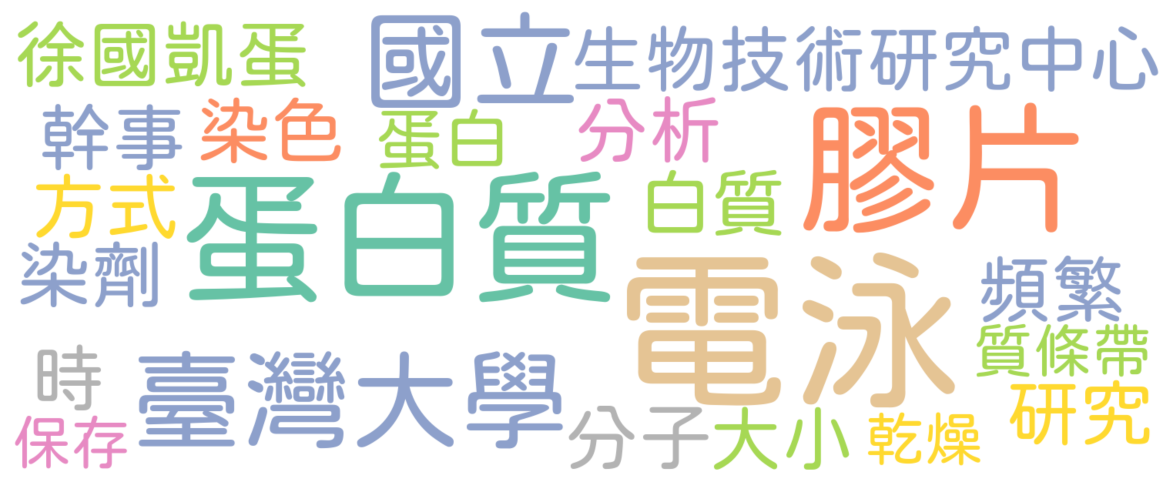 徐國凱蛋
國立
生物技術研究中心
幹事
染色
蛋白
分析
膠片
方式
蛋白質
白質
染劑
電泳
頻繁
時
臺灣大學
質條帶
保存
分子
大小
乾燥
研究